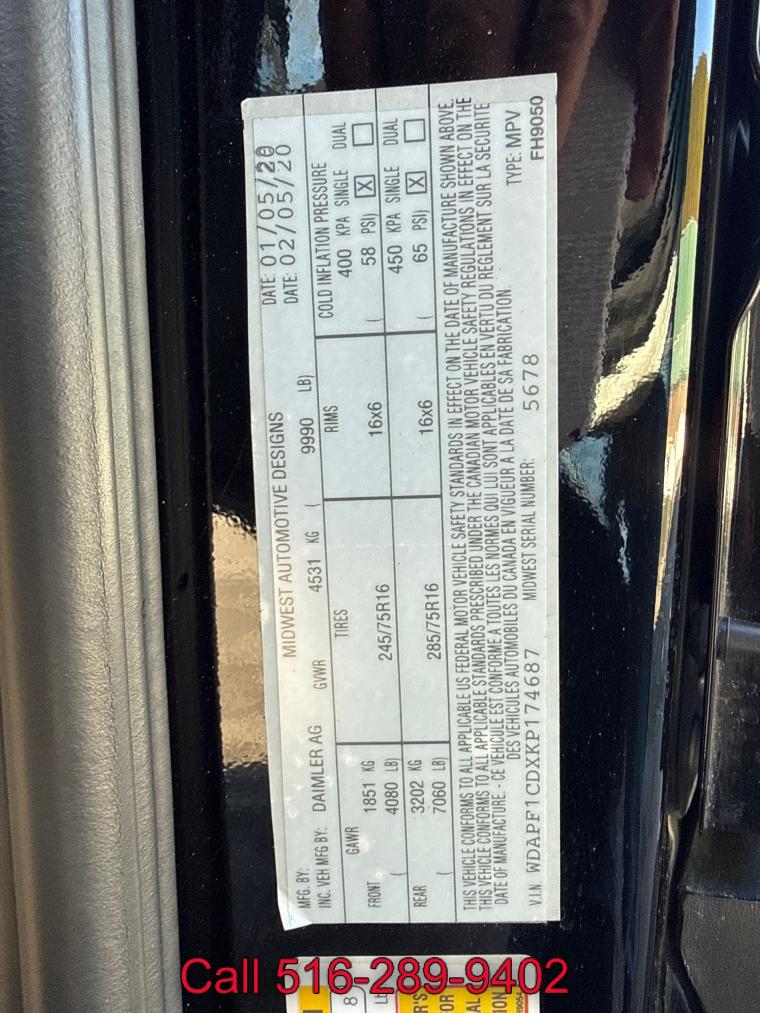 MFG. BY: MIDWEST AUTOMOTIVE DESIGNS DATE: 01/05/20
INC. VEH MFG BY: DAIMLER AG DATE: 02/05/20
GAWR GVWR 4531 KG ( 9990 LB)
TIRES RIMS COLD INFLATION PRESSURE
FRONT 1851 KG 245/75R16 16x6 400 KPA SINGLE DUAL
( 4080 LB) ( 58 PSI) X
REAR 3202 KG 285/75R16 16x6 450 KPA SINGLE DUAL
( 7060 LB) ( 65 PSI) X
THIS VEHICLE CONFORMS TO ALL APPLICABLE US FEDERAL MOTOR VEHICLE SAFETY STANDARDS IN EFFECT ON THE DATE OF MANUFACTURE SHOWN ABOVE.
THIS VEHICLE CONFORMS TO ALL APPLICABLE STANDARDS PRESCRIBED UNDER THE CANADIAN MOTOR VEHICLE SAFETY REGULATIONS IN EFFECT ON THE
DATE OF MANUFACTURE. - CE VEHICULE EST CONFORME A TOUTES LES NORMES QUI LUI SONT APPLICABLES EN VERTU DU REGLEMENT SUR LA SECURITE
DES VEHICULES AUTOMOBILES DU CANADA EN VIGUEUR A LA DATE DE SA FABRICATION.
V.I.N. WDAPF1CDXKP174687 MIDWEST SERIAL NUMBER: 5678 TYPE: MPV
FH9050
Call 516-289-9402